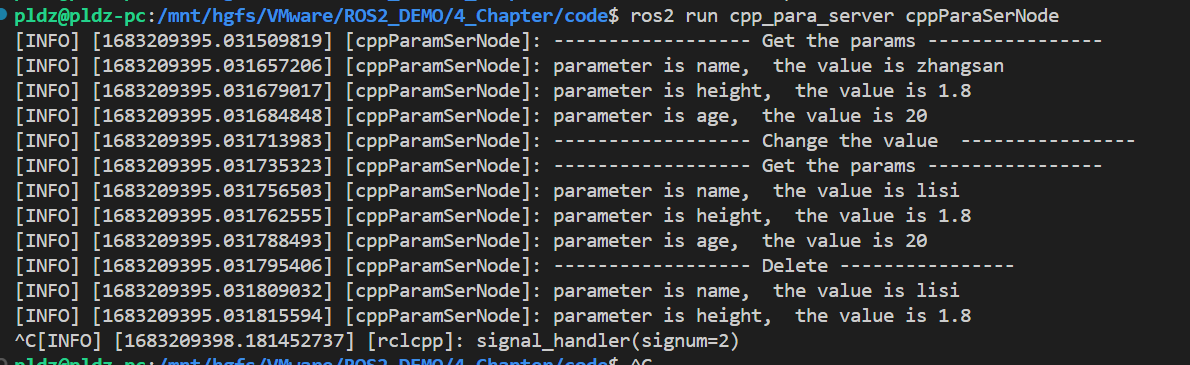 pldz@pldz-pc:/mnt/hgfs/VMware/ROS2_DEMO/4_Chapter/code$ ros2 run cpp_para_server cppParaSerNode
[INFO] [1683209395.031509819] [cppParamSerNode]: ------------------ Get the params ----------------
[INFO] [1683209395.031657206] [cppParamSerNode]: parameter is name,  the value is zhangsan
[INFO] [1683209395.031679017] [cppParamSerNode]: parameter is height,  the value is 1.8
[INFO] [1683209395.031684848] [cppParamSerNode]: parameter is age,  the value is 20
[INFO] [1683209395.031713983] [cppParamSerNode]: ------------------ Change the value  ----------------
[INFO] [1683209395.031735323] [cppParamSerNode]: ------------------ Get the params ----------------
[INFO] [1683209395.031756503] [cppParamSerNode]: parameter is name,  the value is lisi
[INFO] [1683209395.031762555] [cppParamSerNode]: parameter is height,  the value is 1.8
[INFO] [1683209395.031788493] [cppParamSerNode]: parameter is age,  the value is 20
[INFO] [1683209395.031795406] [cppParamSerNode]: ------------------ Delete ----------------
[INFO] [1683209395.031809032] [cppParamSerNode]: parameter is name,  the value is lisi
[INFO] [1683209395.031815594] [cppParamSerNode]: parameter is height,  the value is 1.8
^C[INFO] [1683209398.181452737] [rclcpp]: signal_handler(signum=2)
pldz@pldz-pc:/mnt/hgfs/VMware/ROS2_DEMO/4_Chapter/code$ ^C